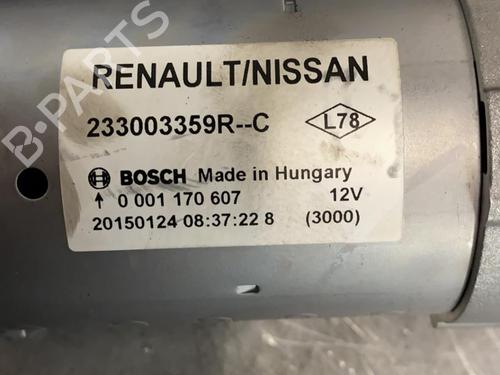 B-PARTS
RENAULT/NISSAN
233003359R--C
L78
BOSCH Made in Hungary
0 001 170 607 12V
20150124 08:37:22 8 (3000)